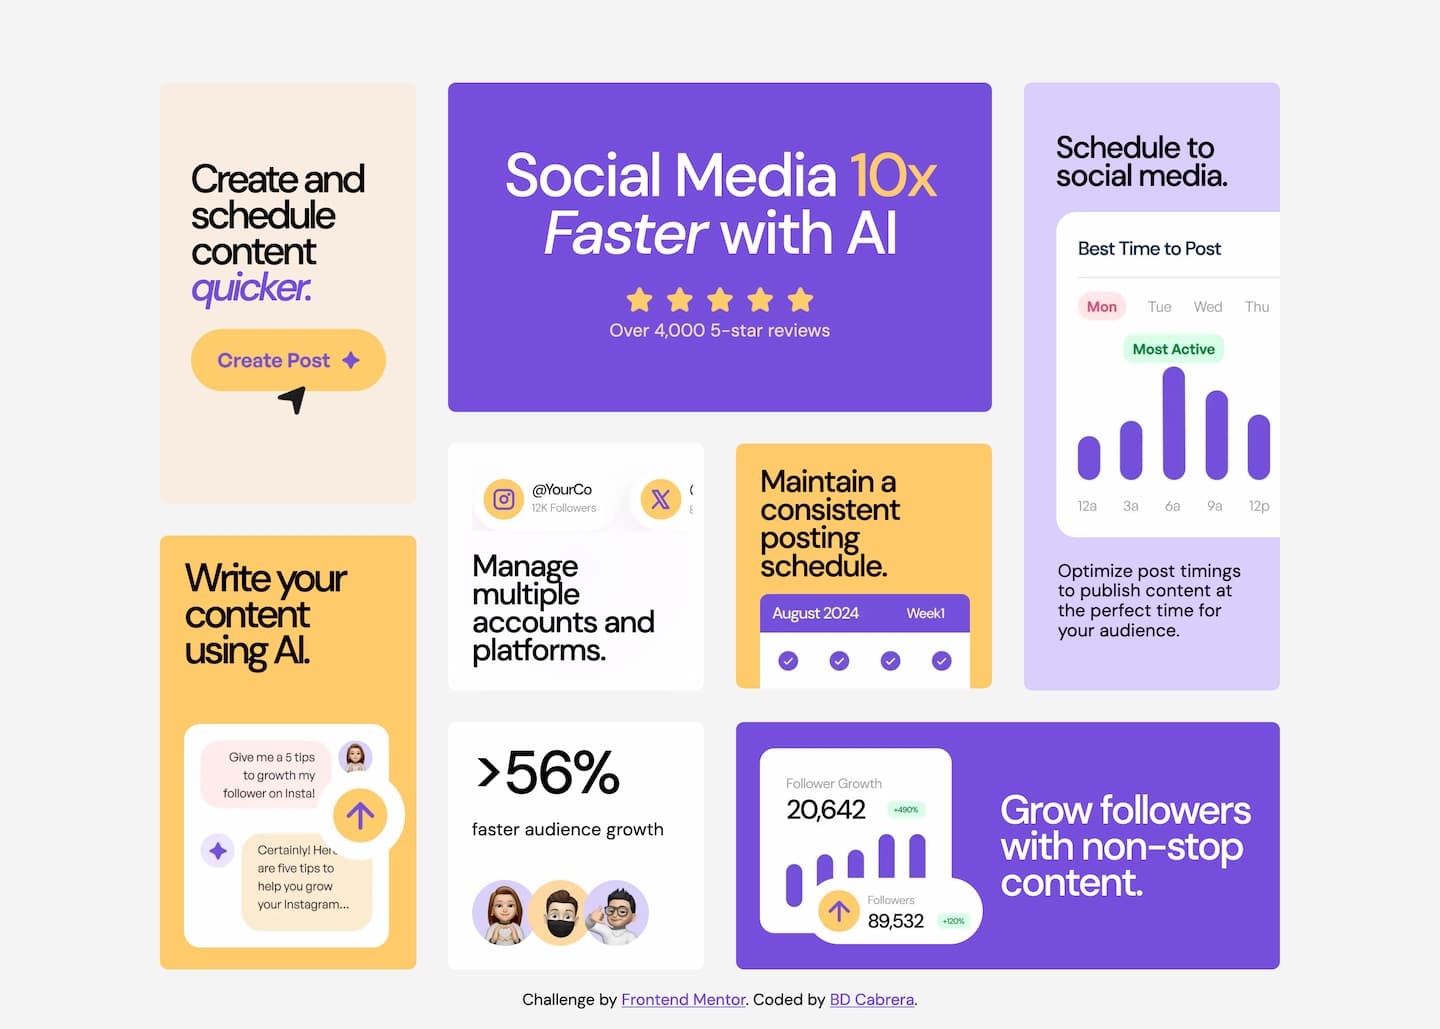 Create and
schedule
content
quicker.
Create Post
Social Media 10x
Faster with AI
Over 4,000 5-star reviews
Schedule to
social media.
Best Time to Post
Mon Tue Wed Thu
Most Active
12a 3a 6a 9a 12p
Optimize post timings
to publish content at
the perfect time for
your audience.
@YourCo
12K Followers
Manage
multiple
accounts and
platforms.
Maintain a
consistent
posting
schedule.
August 2024 Week1
Write your
content
using AI.
Give me a 5 tips
to growth my
follower on Insta!
Certainly! Here
are five tips to
help you grow
your Instagram...
>56%
faster audience growth
Follower Growth
20,642 +490%
Followers
89,532 +120%
Grow followers
with non-stop
content.
Challenge by Frontend Mentor. Coded by BD Cabrera.